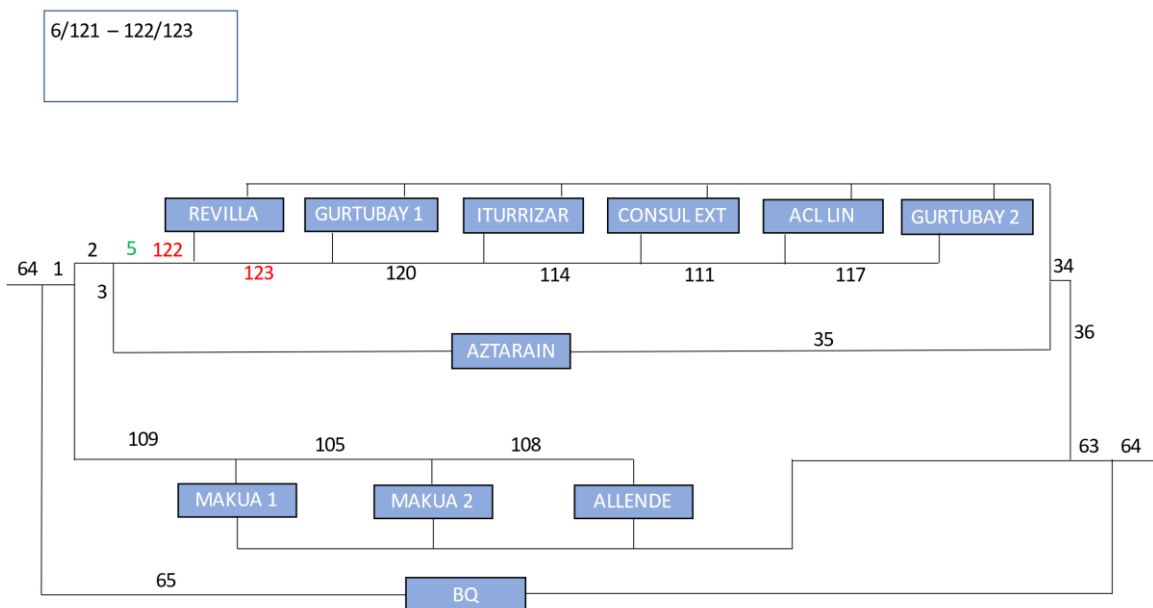 6/121 – 122/123
REVILLA GURTUBAY 1 ITURRIZAR CONSUL EXT ACL LIN GURTUBAY 2
2 5 122
64 1 123 120 114 111 117 34
3
35 36
AZTARAIN
109 105 108 63 64
MAKUA 1 MAKUA 2 ALLENDE
65
BQ